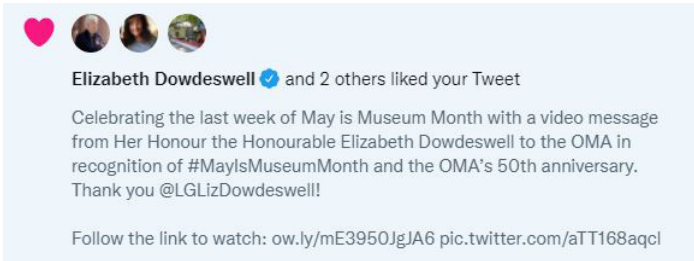 Elizabeth Dowdeswell and 2 others liked your Tweet
Celebrating the last week of May is Museum Month with a video message
from Her Honour the Honourable Elizabeth Dowdeswell to the OMA in
recognition of #MayIsMuseumMonth and the OMA's 50th anniversary.
Thank you @LGLizDowdeswell!
Follow the link to watch: ow.ly/mE3950JgJA6 pic.twitter.com/aTT168aqcl